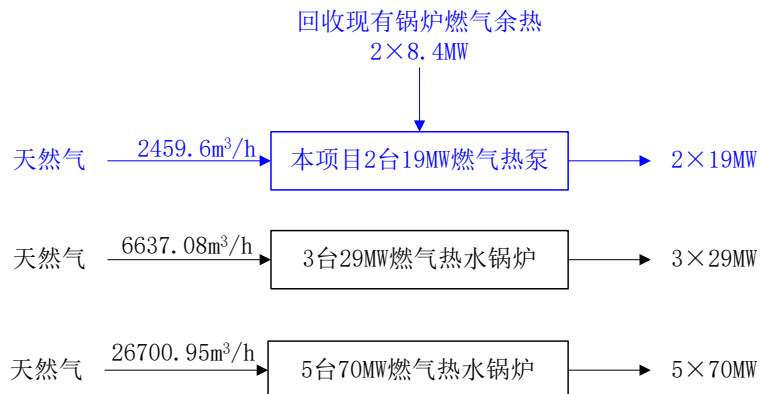 回收现有锅炉燃气余热
2×8.4MW
天然气 2459.6m³/h 本项目2台19MW燃气热泵 2×19MW
天然气 6637.08m³/h 3台29MW燃气热水锅炉 3×29MW
天然气 26700.95m³/h 5台70MW燃气热水锅炉 5×70MW